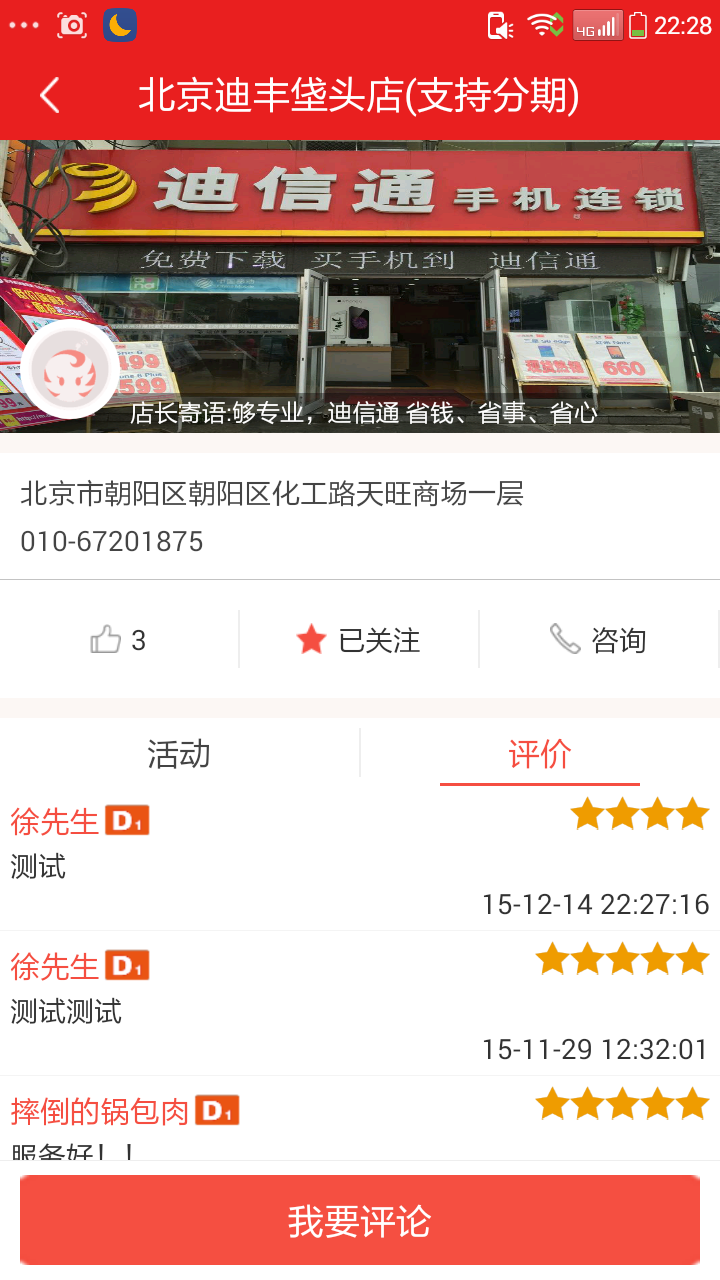 4G 22:28
北京迪丰垡头店(支持分期)
迪信通 手机连锁
免费下载 买手机到 迪信通
660
599
店长寄语:够专业，迪信通 省钱、省事、省心
北京市朝阳区朝阳区化工路天旺商场一层
010-67201875
3 已关注 咨询
活动 评价
徐先生 D1
测试
15-12-14 22:27:16
徐先生 D1
测试测试
15-11-29 12:32:01
摔倒的锅包肉 D1
服务好！！
我要评论